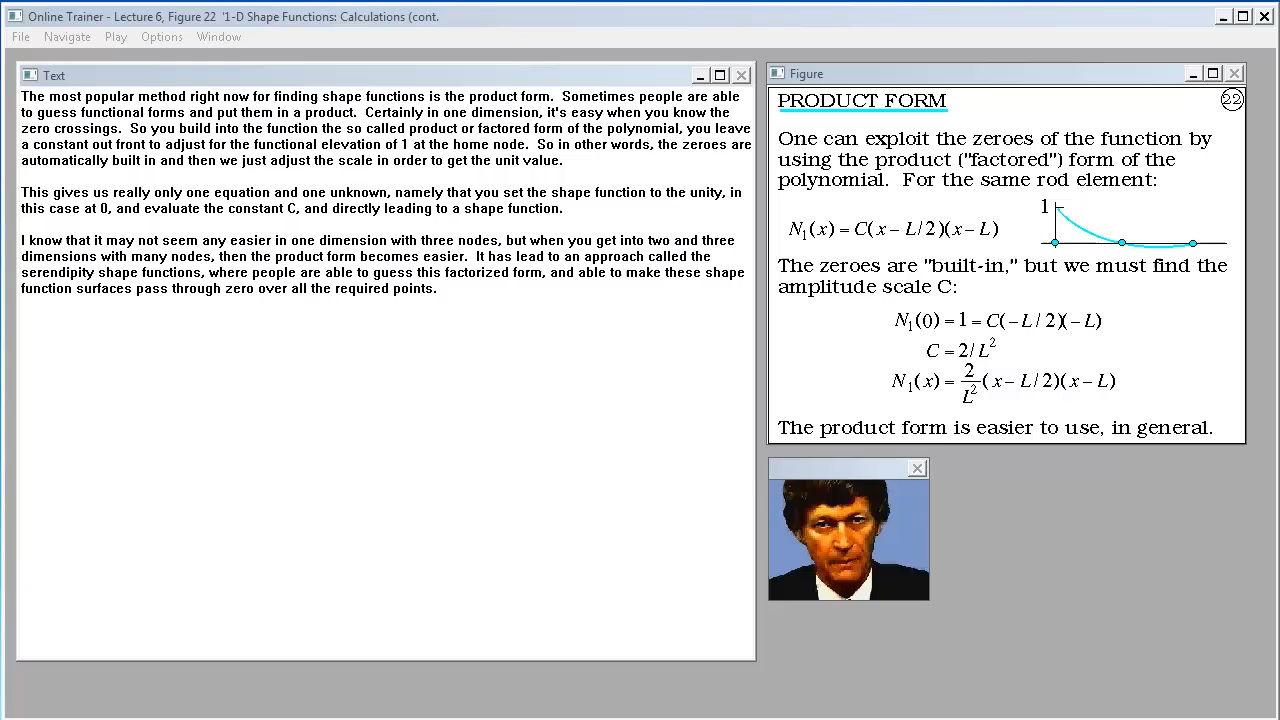 Online Trainer - Lecture 6, Figure 22 '1-D Shape Functions: Calculations (cont.
File Navigate Play Options Window
Text
The most popular method right now for finding shape functions is the product form. Sometimes people are able
to guess functional forms and put them in a product. Certainly in one dimension, it's easy when you know the
zero crossings. So you build into the function the so called product or factored form of the polynomial, you leave
a constant out front to adjust for the functional elevation of 1 at the home node. So in other words, the zeroes are
automatically built in and then we just adjust the scale in order to get the unit value.
This gives us really only one equation and one unknown, namely that you set the shape function to the unity, in
this case at 0, and evaluate the constant C, and directly leading to a shape function.
I know that it may not seem any easier in one dimension with three nodes, but when you get into two and three
dimensions with many nodes, then the product form becomes easier. It has lead to an approach called the
serendipity shape functions, where people are able to guess this factorized form, and able to make these shape
function surfaces pass through zero over all the required points.
Figure
PRODUCT FORM
22
One can exploit the zeroes of the function by
using the product ("factored") form of the
polynomial. For the same rod element:
N₁(x) = C(x – L/2)(x – L)
1
The zeroes are "built-in," but we must find the
amplitude scale C:
N₁(0) = 1 = C(–L/2)(–L)
C = 2/L²
N₁(x) = 2/L² (x – L/2)(x – L)
The product form is easier to use, in general.